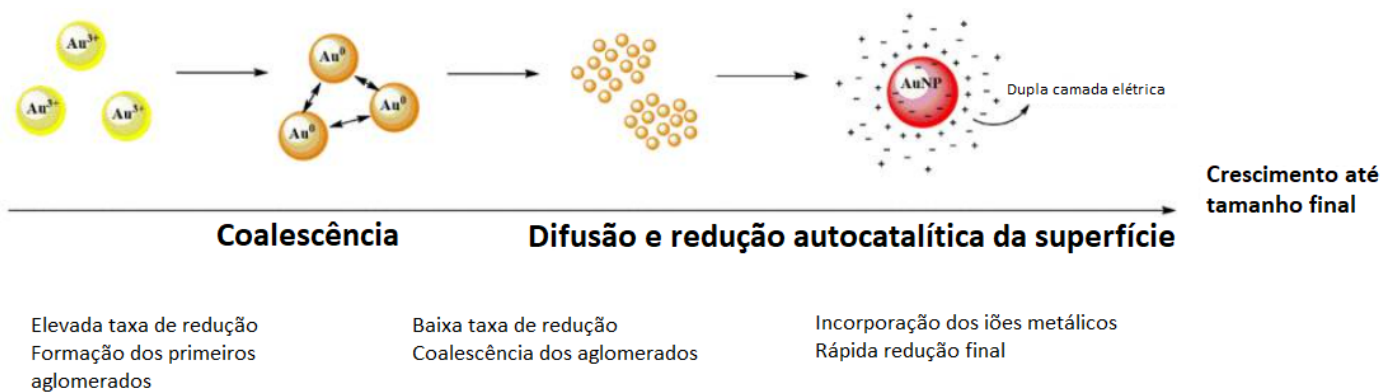 Au3+
Au3+
Au3+
Au0
Au0
Au0
AuNP
Dupla camada elétrica
Crescimento até
tamanho final
Coalescência
Difusão e redução autocatalítica da superfície
Elevada taxa de redução
Formação dos primeiros
aglomerados
Baixa taxa de redução
Coalescência dos aglomerados
Incorporação dos iões metálicos
Rápida redução final